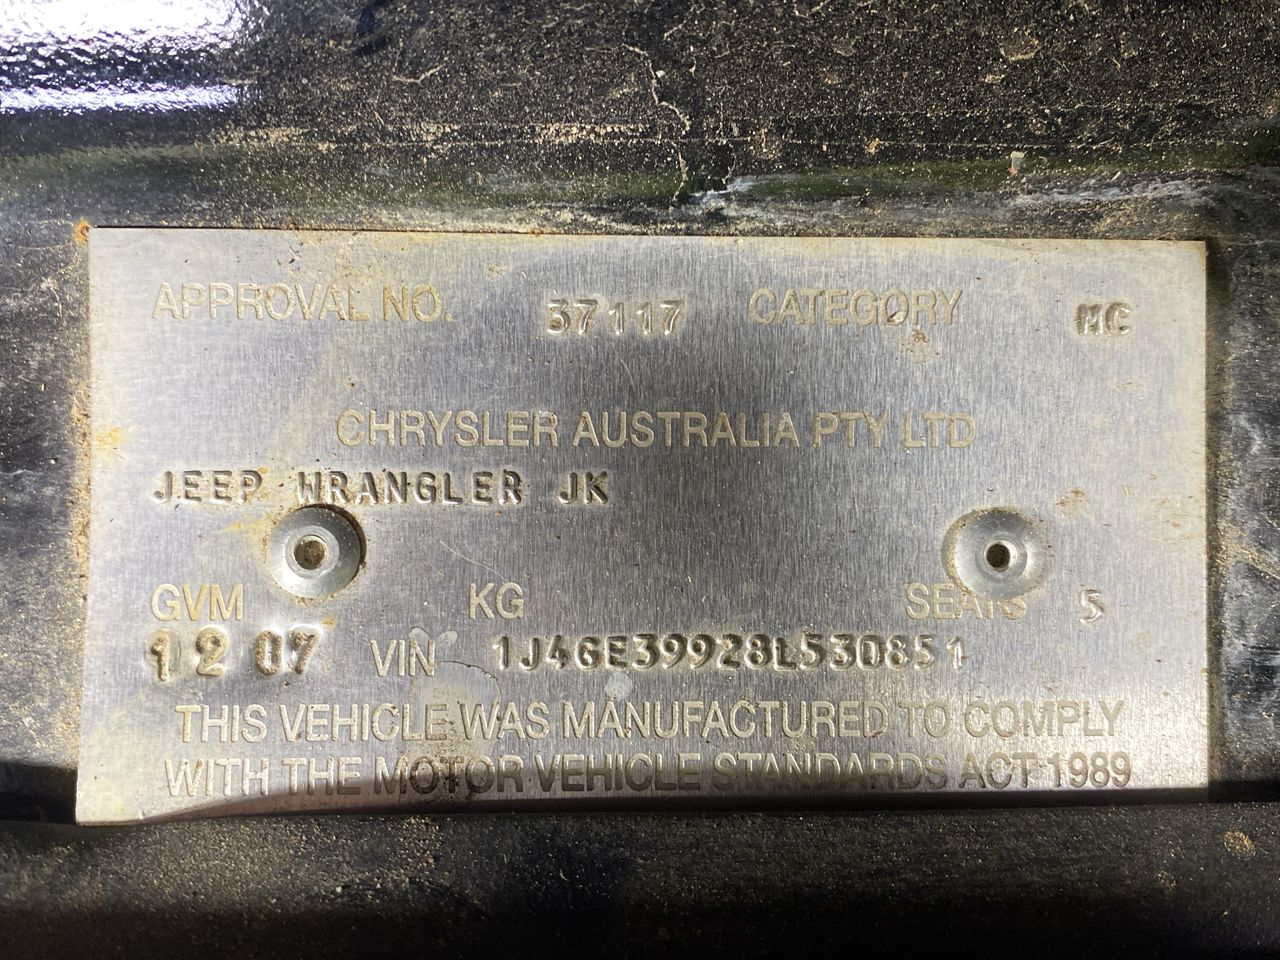 APPROVAL NO. 37117 CATEGORY MC
CHRYSLER AUSTRALIA PTY LTD
JEEP WRANGLER JK
GVM KG SEATS 5
12 07 VIN 1J4GE39928L530851
THIS VEHICLE WAS MANUFACTURED TO COMPLY
WITH THE MOTOR VEHICLE STANDARDS ACT 1989